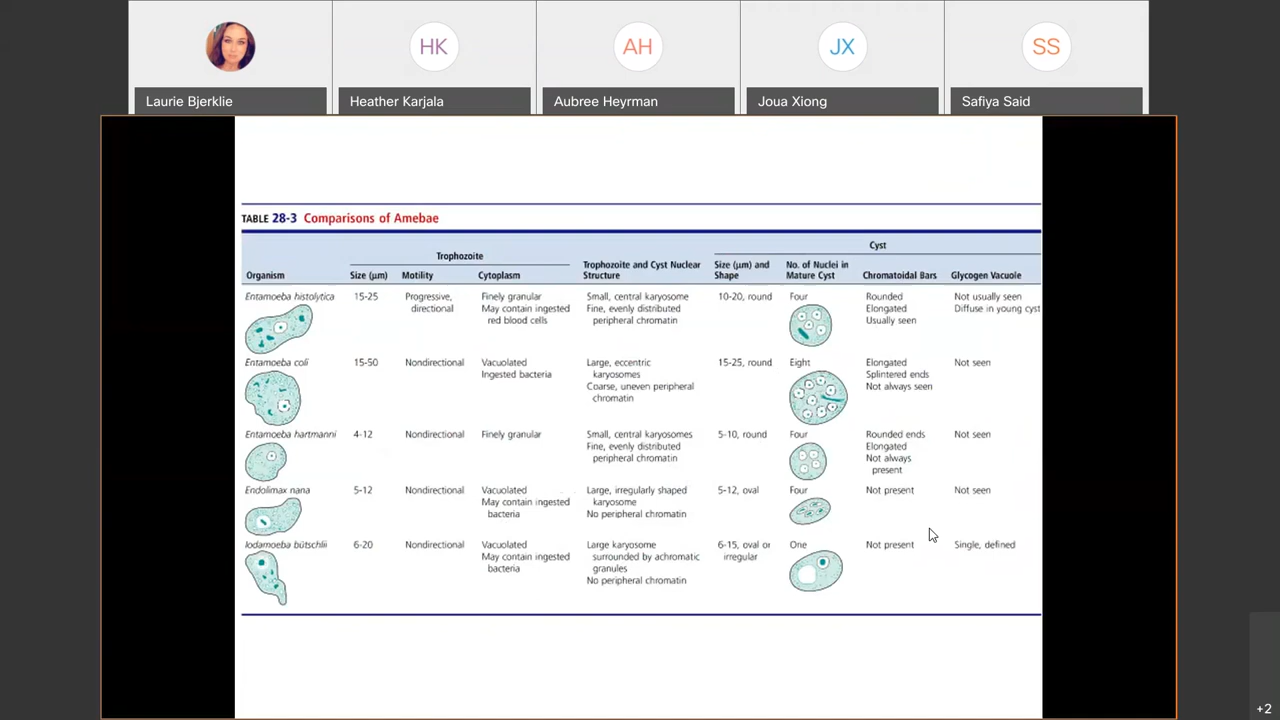 HK
AH
JX
SS
Laurie Bjerklie
Heather Karjala
Aubree Heyrman
Joua Xiong
Safiya Said
TABLE 28-3 Comparisons of Amebae
Trophozoite
Cyst
Organism
Size (µm)
Motility
Cytoplasm
Trophozoite and Cyst Nuclear
Structure
Size (µm) and
Shape
No. of Nuclei in
Mature Cyst
Chromatoidal Bars
Glycogen Vacuole
Entamoeba histolytica
15-25
Progressive,
directional
Finely granular
May contain ingested
red blood cells
Small, central karyosome
Fine, evenly distributed
peripheral chromatin
10-20, round
Four
Rounded
Elongated
Usually seen
Not usually seen
Diffuse in young cyst
Entamoeba coli
15-50
Nondirectional
Vacuolated
Ingested bacteria
Large, eccentric
karyosomes
Coarse, uneven peripheral
chromatin
15-25, round
Eight
Elongated
Splintered ends
Not always seen
Not seen
Entamoeba hartmanni
4-12
Nondirectional
Finely granular
Small, central karyosomes
Fine, evenly distributed
peripheral chromatin
5-10, round
Four
Rounded ends
Elongated
Not always
present
Not seen
Endolimax nana
5-12
Nondirectional
Vacuolated
May contain ingested
bacteria
Large, irregularly shaped
karyosome
No peripheral chromatin
5-12, oval
Four
Not present
Not seen
Iodamoeba bütschlii
6-20
Nondirectional
Vacuolated
May contain ingested
bacteria
Large karyosome
surrounded by achromatic
granules
No peripheral chromatin
6-15, oval or
irregular
One
Not present
Single, defined
+2